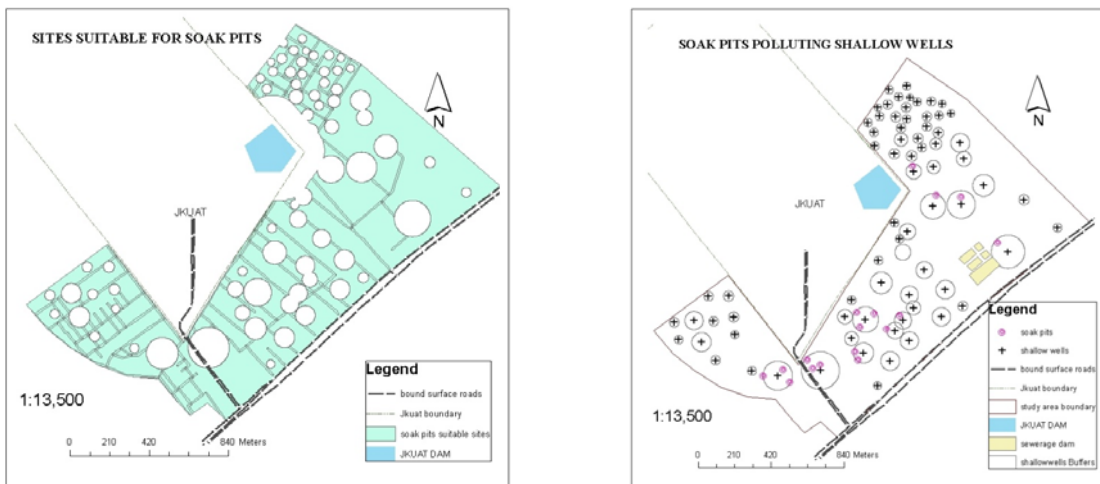 SITES SUITABLE FOR SOAK PITS
N
JKUAT
1:13,500
0 210 420 840 Meters
Legend
bound surface roads
Jkuat boundary
soak pits suitable sites
JKUAT DAM
SOAK PITS POLLUTING SHALLOW WELLS
N
JKUAT
1:13,500
0 210 420 840 Meters
Legend
soak pits
shallow wells
bound surface roads
Jkuat boundary
study area boundary
JKUAT DAM
sewerage dam
shallowwells Buffers